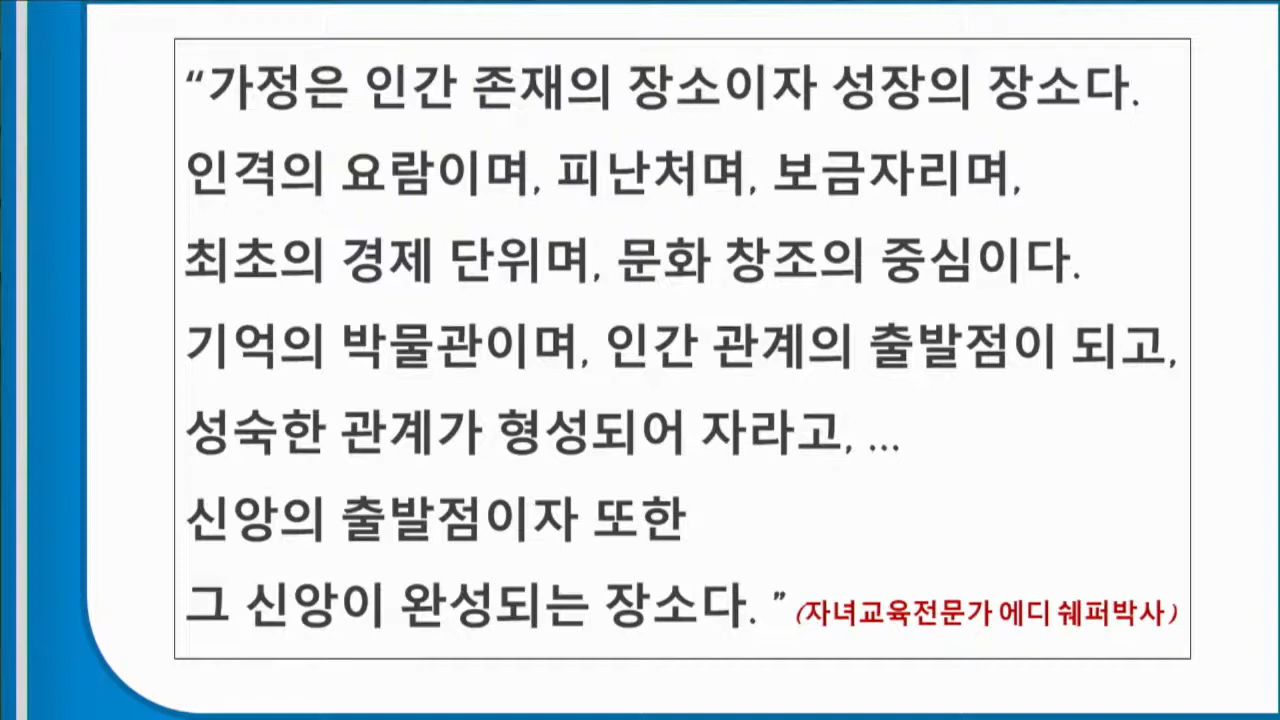 “가정은 인간 존재의 장소이자 성장의 장소다.
인격의 요람이며, 피난처며, 보금자리며,
최초의 경제 단위며, 문화 창조의 중심이다.
기억의 박물관이며, 인간 관계의 출발점이 되고,
성숙한 관계가 형성되어 자라고, ...
신앙의 출발점이자 또한
그 신앙이 완성되는 장소다. ” (자녀교육전문가 에디 쉐퍼박사)